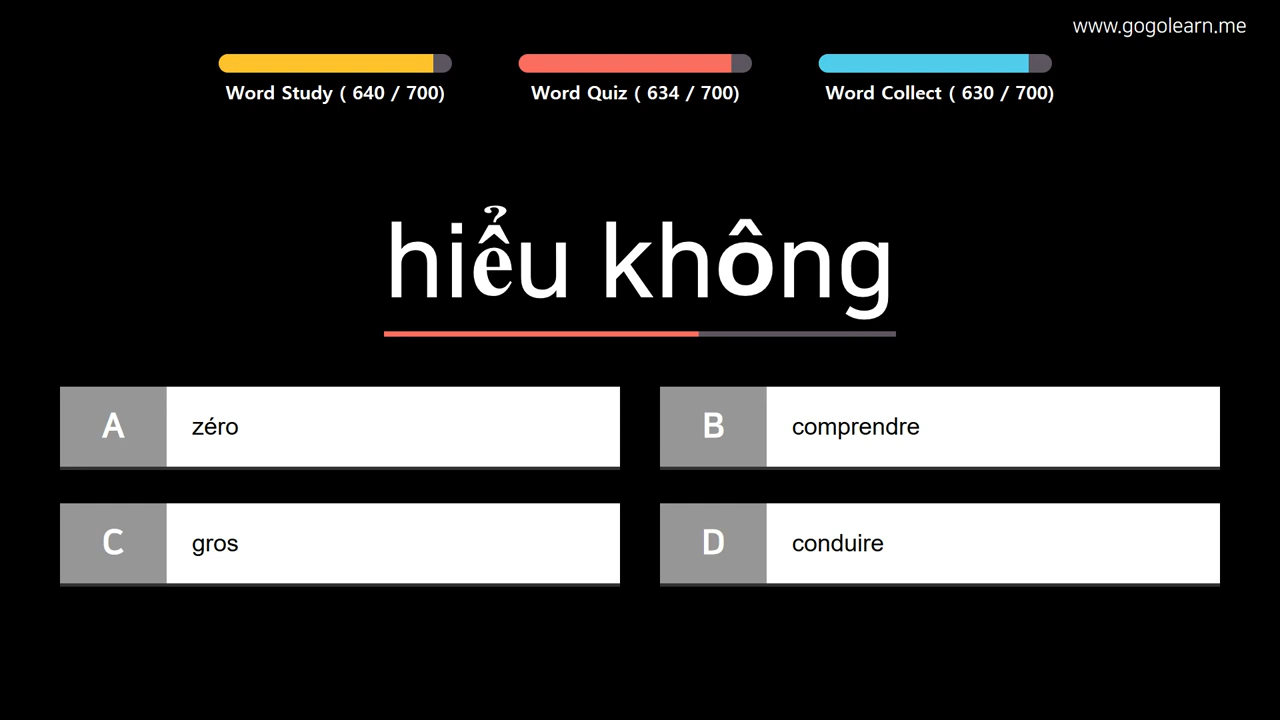 www.gogolearn.me
Word Study ( 640 / 700)
Word Quiz ( 634 / 700)
Word Collect ( 630 / 700)
hiểu không
A
zéro
B
comprendre
C
gros
D
conduire